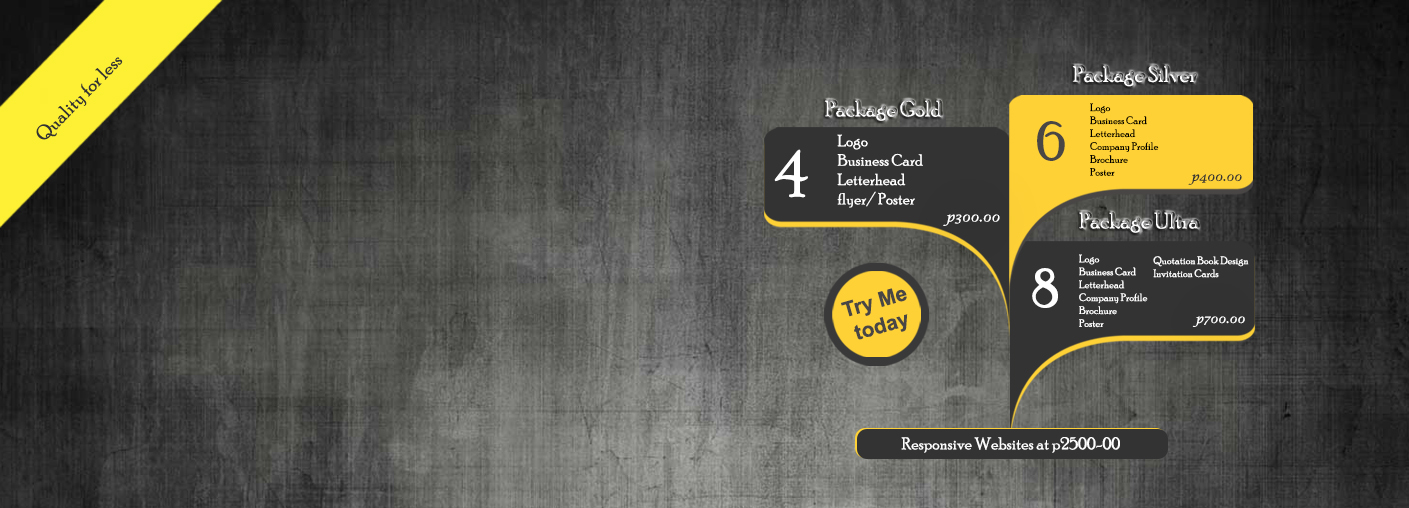 Quality for less
Package Gold
4
Logo
Business Card
Letterhead
flyer/ Poster
p300.00
Package Silver
6
Logo
Business Card
Letterhead
Company Profile
Brochure
Poster
p400.00
Package Ultra
8
Logo
Business Card
Letterhead
Company Profile
Brochure
Poster
Quotation Book Design
Invitation Cards
p700.00
Try Me
today
Responsive Websites at p2500-00